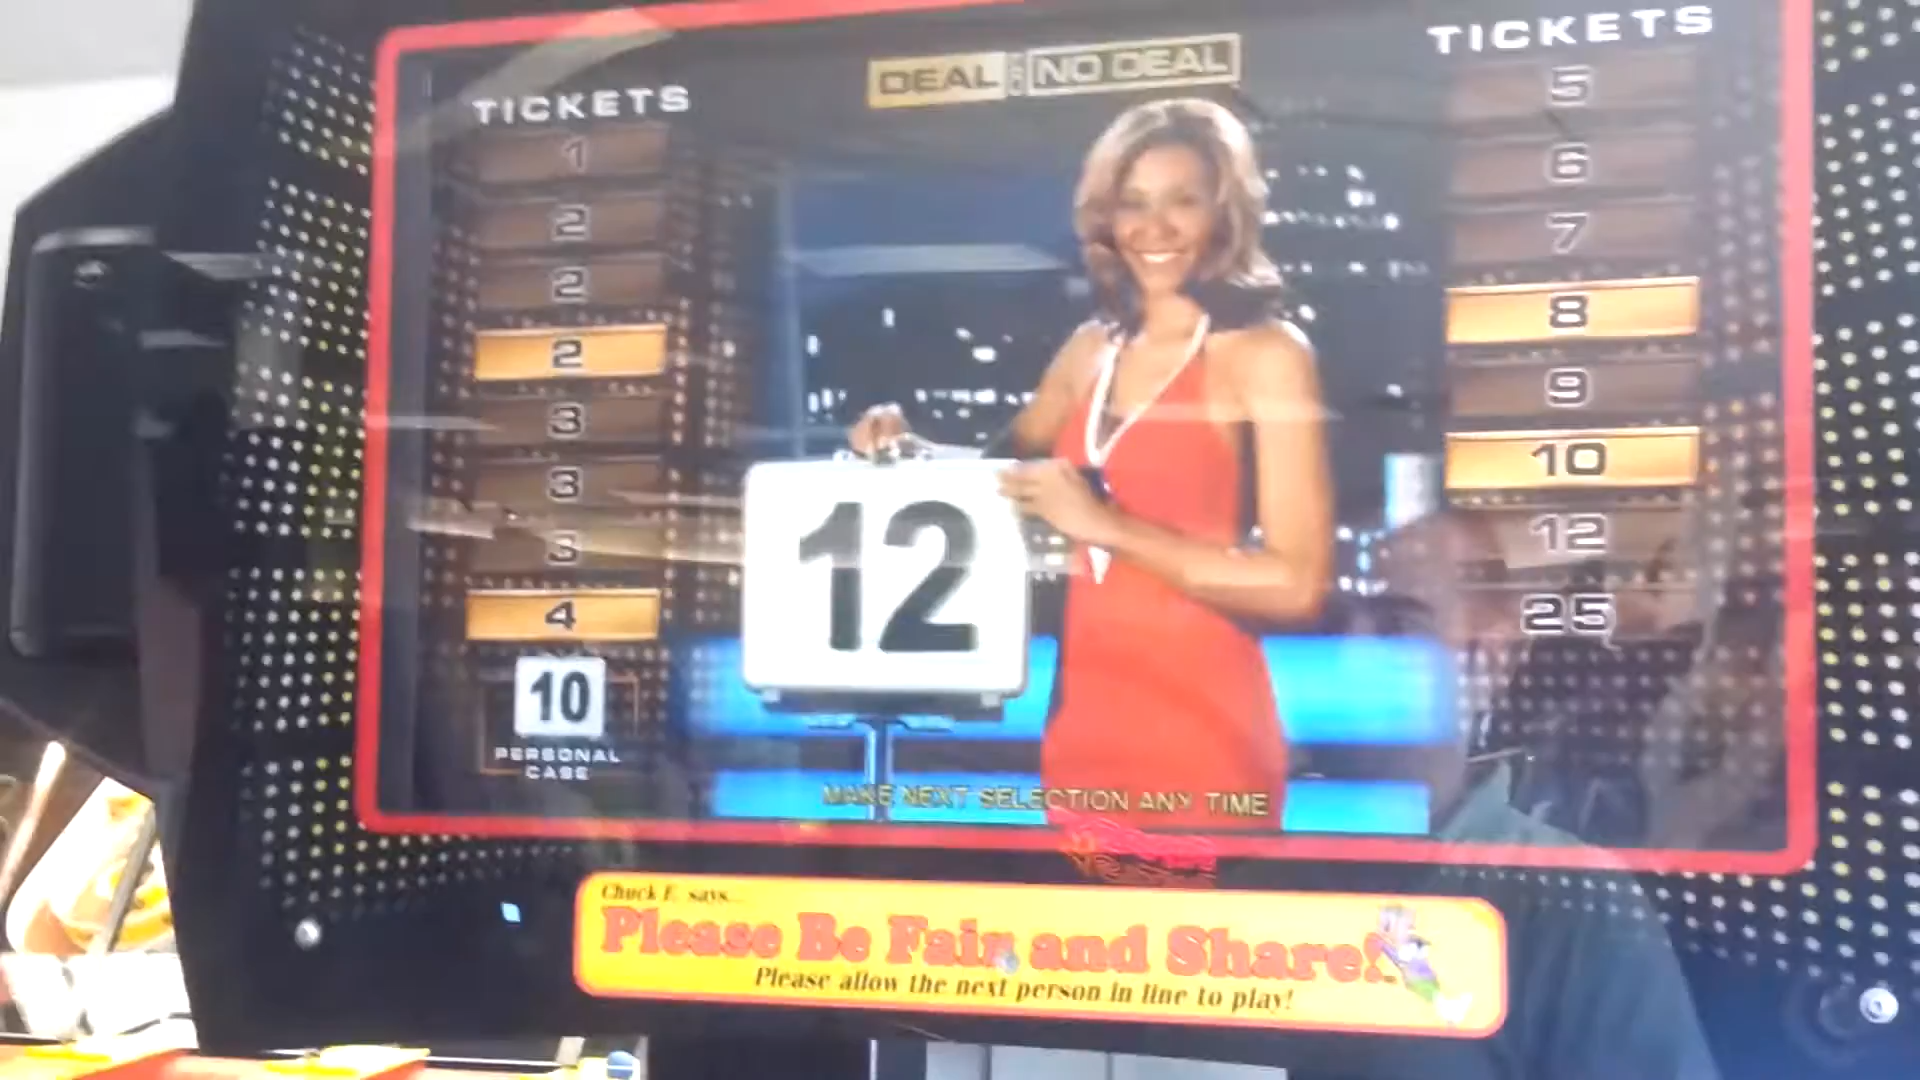 TICKETS
1
2
2
2
3
3
3
4
10
PERSONAL
CASE
DEAL OR NO DEAL
12
MAKE NEXT SELECTION ANY TIME
TICKETS
5
6
7
8
9
10
12
25
Chuck E. says...
Please Be Fair and Share!
Please allow the next person in line to play!